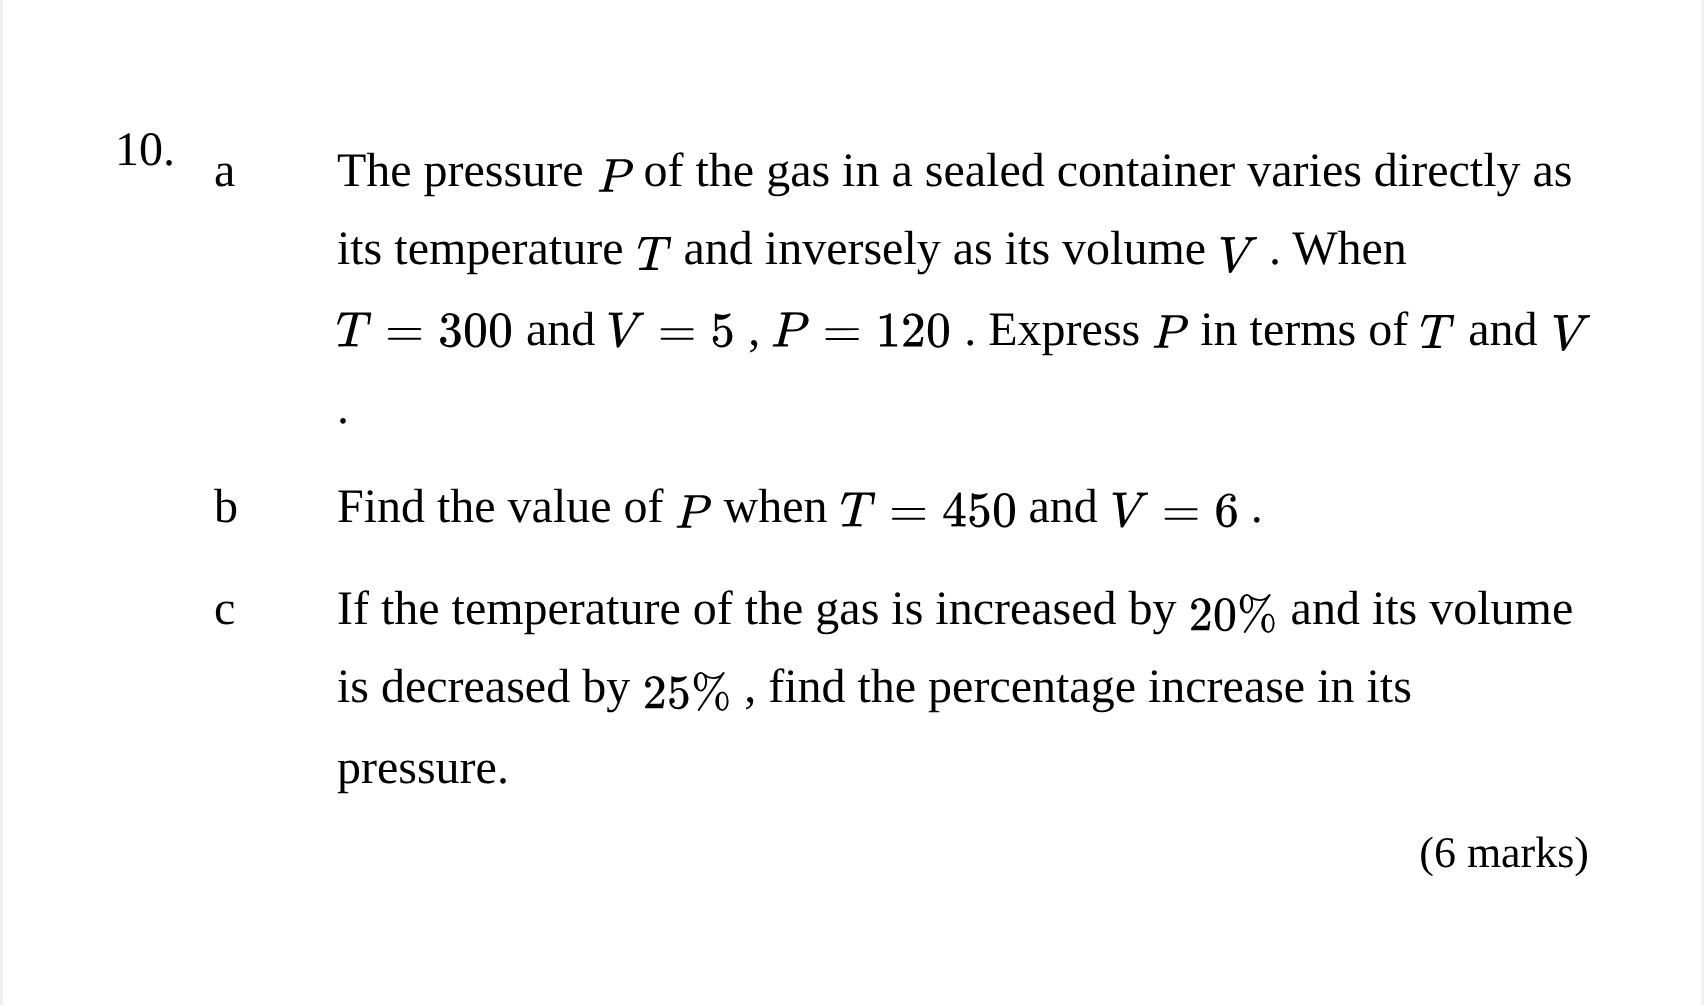 10. a The pressure P of the gas in a sealed container varies directly as
its temperature T and inversely as its volume V . When
T = 300 and V = 5 , P = 120 . Express P in terms of T and V
.
b Find the value of P when T = 450 and V = 6 .
c If the temperature of the gas is increased by 20% and its volume
is decreased by 25% , find the percentage increase in its
pressure.
(6 marks)